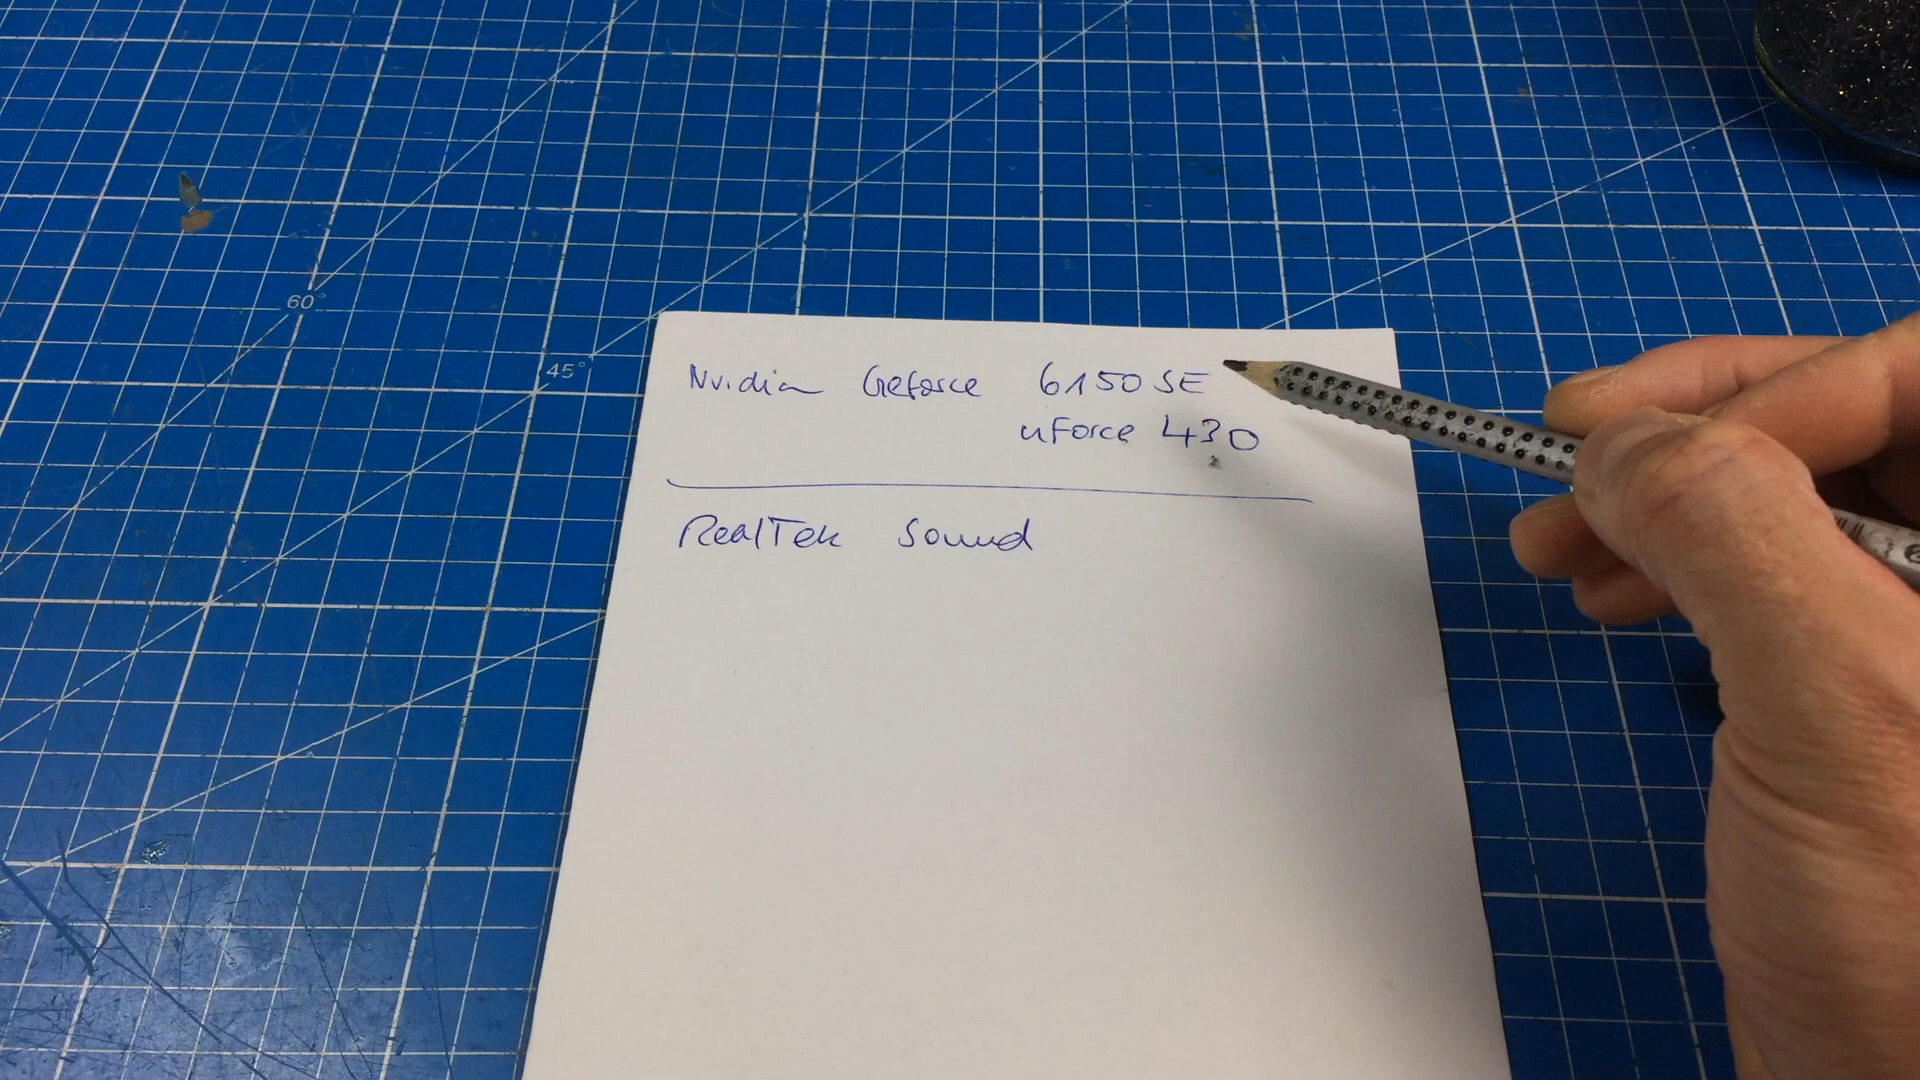 60°
45°
Nvidia Geforce 6150SE
nForce 430
RealTek Sound